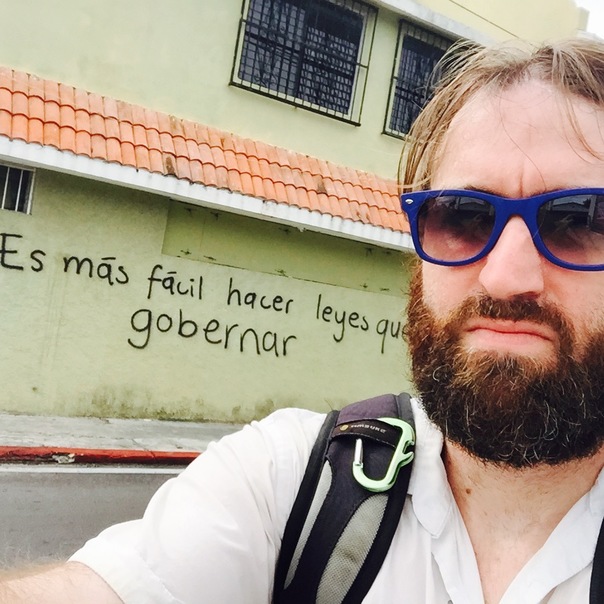 Es más fácil hacer leyes que
gobernar